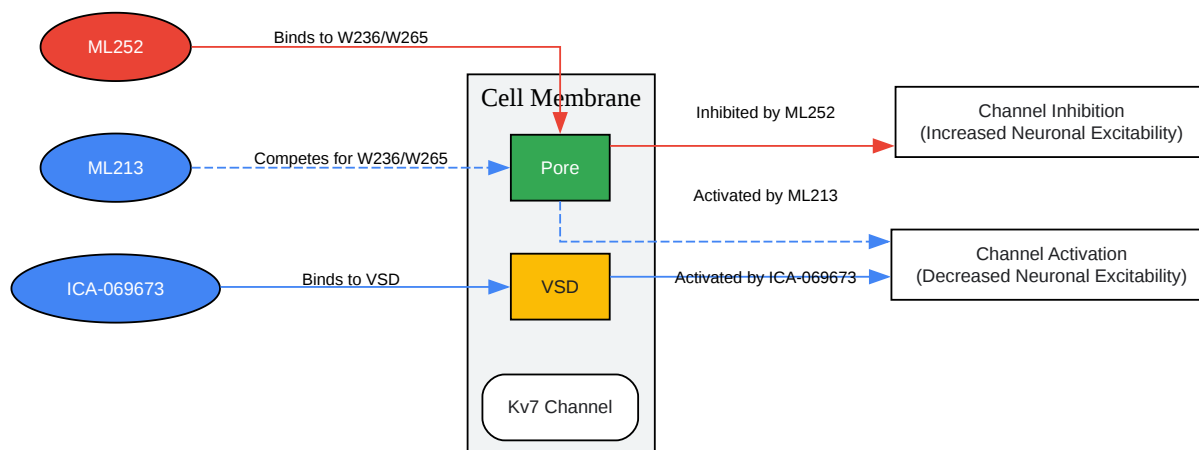 ML252
Binds to W236/W265
Cell Membrane
Inhibited by ML252
Channel Inhibition
(Increased Neuronal Excitability)
ML213
Competes for W236/W265
Pore
Activated by ML213
Channel Activation
(Decreased Neuronal Excitability)
ICA-069673
Binds to VSD
VSD
Activated by ICA-069673
Kv7 Channel